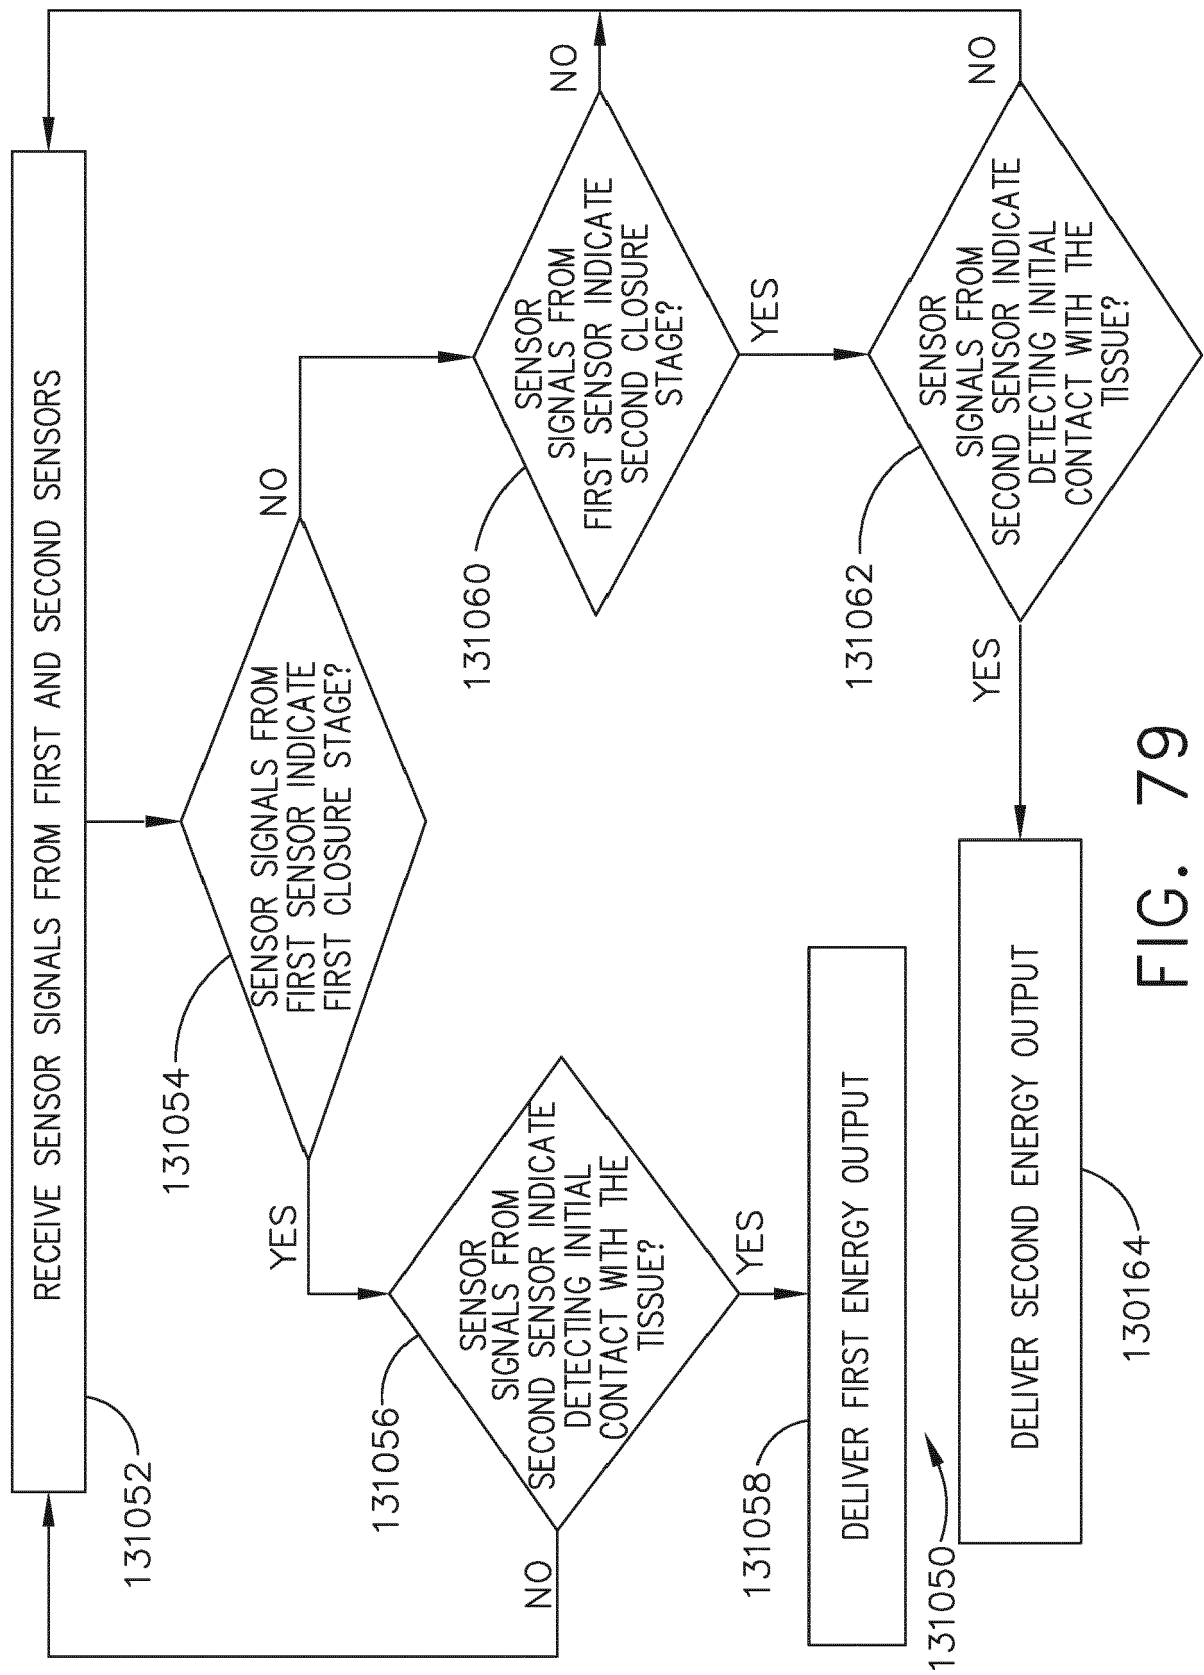 RECEIVE SENSOR SIGNALS FROM FIRST AND SECOND SENSORS
131052
131054
SENSOR SIGNALS FROM
FIRST SENSOR INDICATE
FIRST CLOSURE STAGE?
YES
NO
131056
SENSOR
SIGNALS FROM
SECOND SENSOR INDICATE
DETECTING INITIAL
CONTACT WITH THE
TISSUE?
NO
YES
131058
DELIVER FIRST ENERGY OUTPUT
131060
SENSOR
SIGNALS FROM
FIRST SENSOR INDICATE
SECOND CLOSURE
STAGE?
NO
YES
131062
SENSOR
SIGNALS FROM
SECOND SENSOR INDICATE
DETECTING INITIAL
CONTACT WITH THE
TISSUE?
NO
YES
131050
DELIVER SECOND ENERGY OUTPUT
130164
FIG. 79